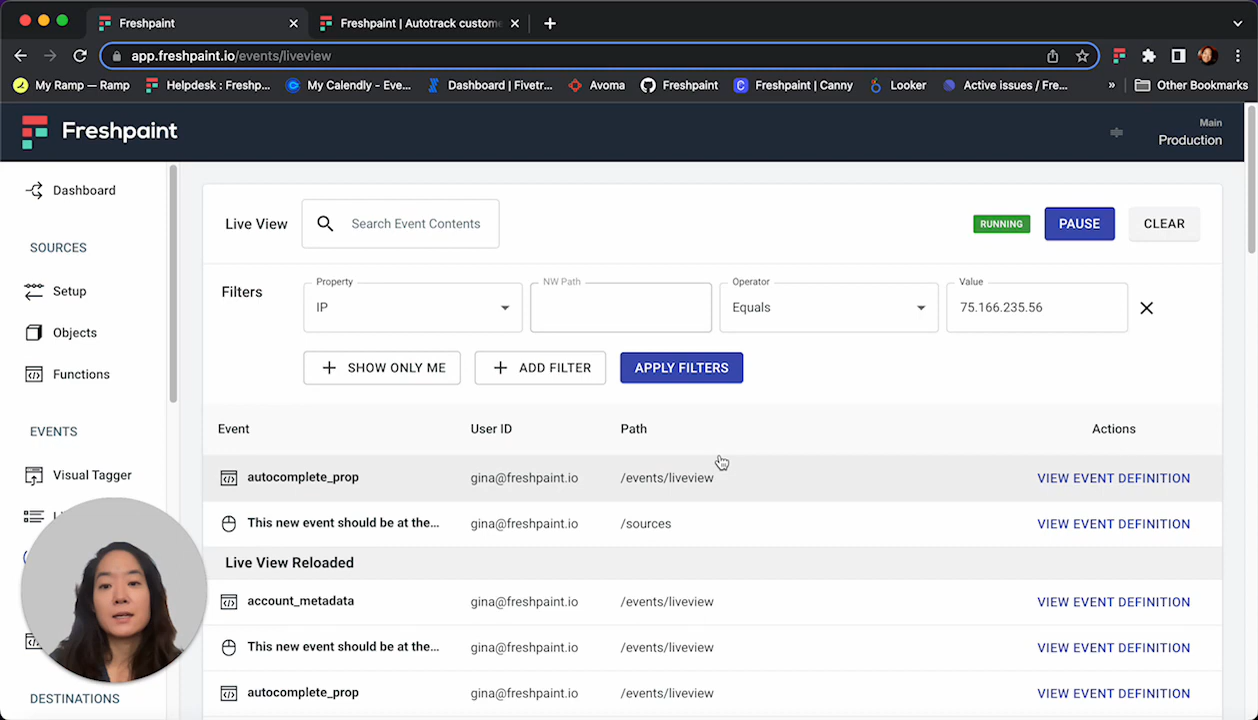 Freshpaint
Freshpaint | Autotrack custome
app.freshpaint.io/events/liveview
My Ramp — Ramp
Helpdesk : Freshp...
My Calendly - Eve...
Dashboard | Fivetr...
Avoma
Freshpaint
Freshpaint | Canny
Looker
Active issues / Fre...
»
Other Bookmarks
Freshpaint
Main
Production
Dashboard
SOURCES
Setup
Objects
Functions
EVENTS
Visual Tagger
DESTINATIONS
Live View
Search Event Contents
RUNNING
PAUSE
CLEAR
Filters
Property
IP
NW Path
Operator
Equals
Value
75.166.235.56
SHOW ONLY ME
ADD FILTER
APPLY FILTERS
Event User ID Path Actions
autocomplete_prop gina@freshpaint.io /events/liveview VIEW EVENT DEFINITION
This new event should be at the... gina@freshpaint.io /sources VIEW EVENT DEFINITION
Live View Reloaded
account_metadata gina@freshpaint.io /events/liveview VIEW EVENT DEFINITION
This new event should be at the... gina@freshpaint.io /events/liveview VIEW EVENT DEFINITION
autocomplete_prop gina@freshpaint.io /events/liveview VIEW EVENT DEFINITION